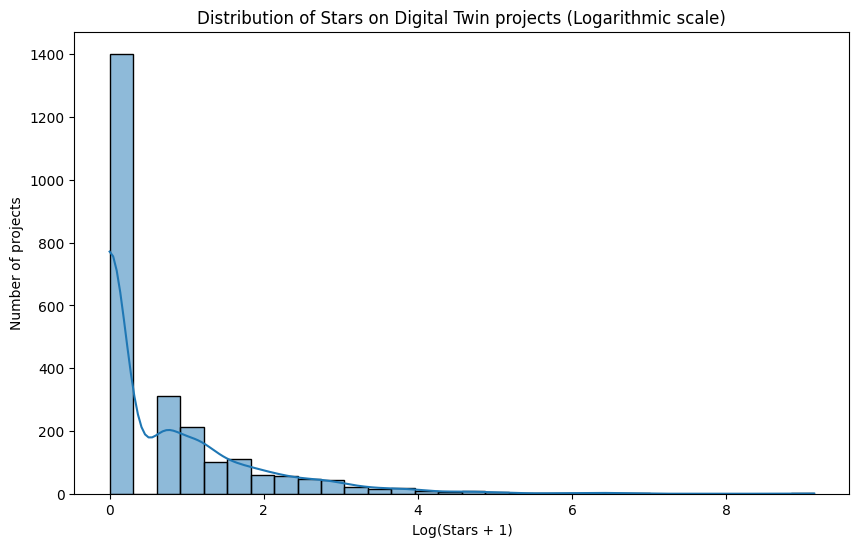 Distribution of Stars on Digital Twin projects (Logarithmic scale)
1400
1200
1000
800
600
400
200
0
Number of projects
0 2 4 6 8
Log(Stars + 1)